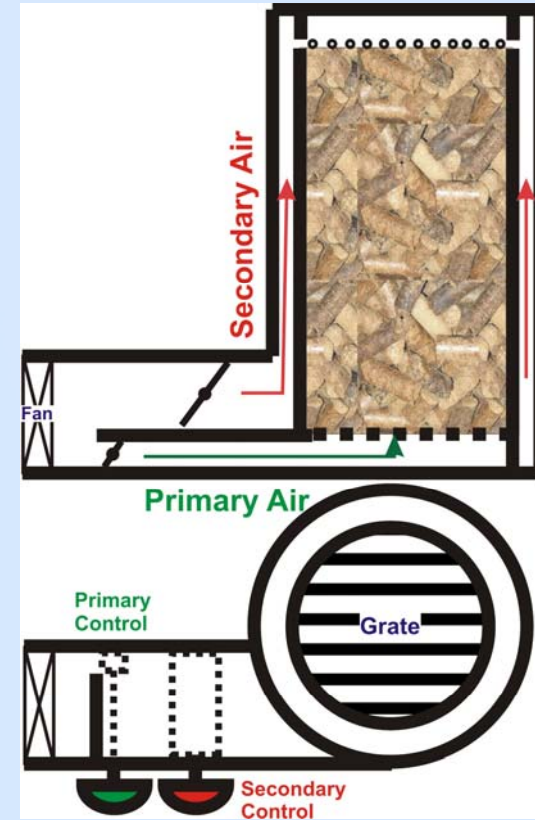 Secondary Air
Fan
Primary Air
Primary
Control
Grate
Secondary
Control